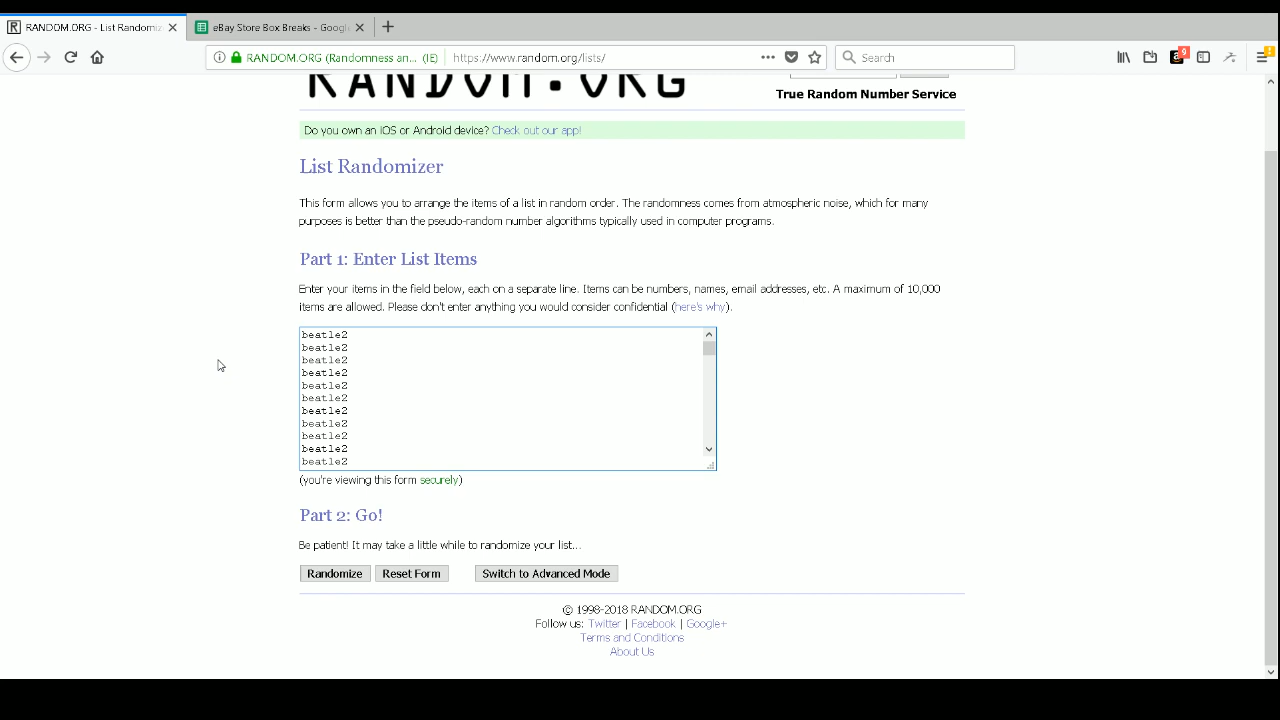 RANDOM.ORG - List Randomiz
eBay Store Box Breaks - Googl
RANDOM.ORG (Randomness an... (IE)
https://www.random.org/lists/
Search
9
RANDOM.ORG
True Random Number Service
Do you own an iOS or Android device? Check out our app!
List Randomizer
This form allows you to arrange the items of a list in random order. The randomness comes from atmospheric noise, which for many
purposes is better than the pseudo-random number algorithms typically used in computer programs.
Part 1: Enter List Items
Enter your items in the field below, each on a separate line. Items can be numbers, names, email addresses, etc. A maximum of 10,000
items are allowed. Please don't enter anything you would consider confidential (here's why).
beatle2
beatle2
beatle2
beatle2
beatle2
beatle2
beatle2
beatle2
beatle2
beatle2
beatle2
(you're viewing this form securely)
Part 2: Go!
Be patient! It may take a little while to randomize your list...
Randomize
Reset Form
Switch to Advanced Mode
© 1998-2018 RANDOM.ORG
Follow us: Twitter | Facebook | Google+
Terms and Conditions
About Us